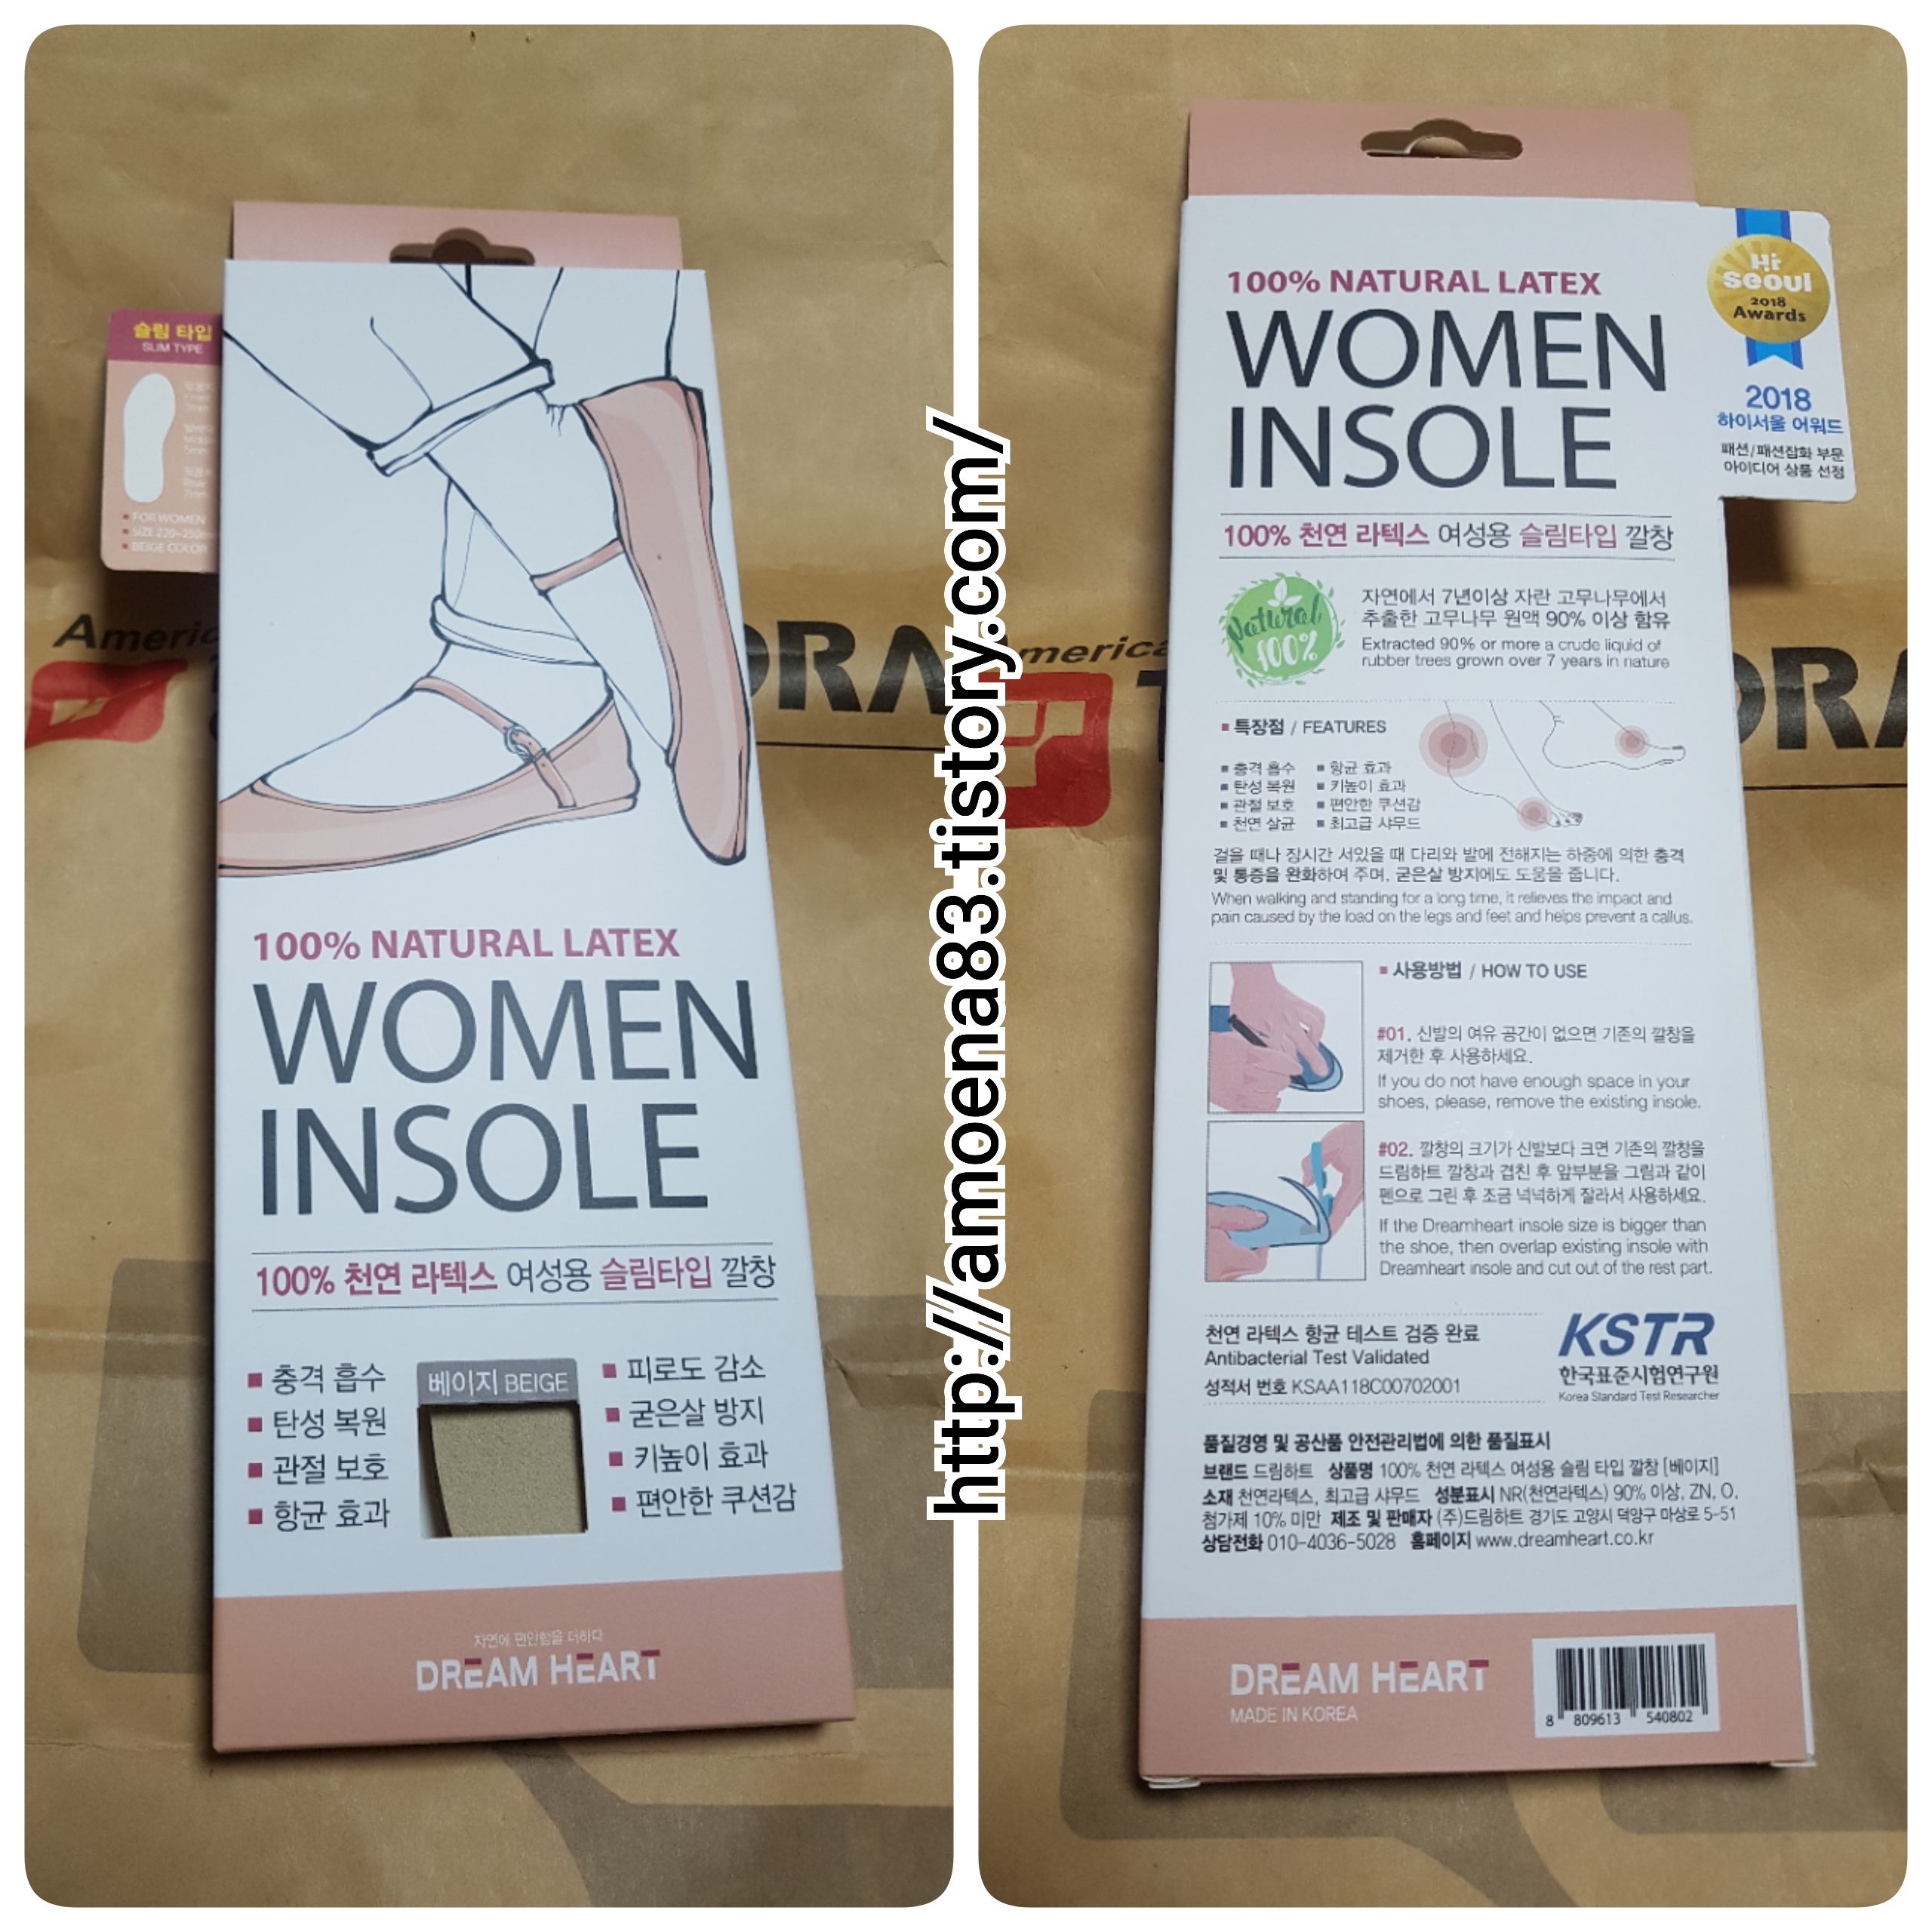 슬림 타입
SLIM TYPE
FOR WOMEN
SIZE 220~250
BEIGE COLOR
100% NATURAL LATEX
WOMEN
INSOLE
100% 천연 라텍스 여성용 슬림타입 깔창
충격 흡수
탄성 복원
관절 보호
항균 효과
베이지 BEIGE
피로도 감소
굳은살 방지
키높이 효과
편안한 쿠션감
자연에 편안함을 더하다
DREAM HEART
http://amoena83.tistory.com/
100% NATURAL LATEX
WOMEN
INSOLE
Hi
seoul
2018
Awards
2018
하이서울 어워드
패션/패션잡화 부문
아이디어 상품 선정
100% 천연 라텍스 여성용 슬림타입 깔창
Natural
100%
자연에서 7년이상 자란 고무나무에서
추출한 고무나무 원액 90% 이상 함유
Extracted 90% or more a crude liquid of
rubber trees grown over 7 years in nature
특장점 / FEATURES
충격 흡수
탄성 복원
관절 보호
천연 살균
항균 효과
키높이 효과
편안한 쿠션감
최고급 샤무드
걸을 때나 장시간 서있을 때 다리와 발에 전해지는 하중에 의한 충격
및 통증을 완화하여 주며, 굳은살 방지에도 도움을 줍니다.
When walking and standing for a long time, it relieves the impact and
pain caused by the load on the legs and feet and helps prevent a callus.
사용방법 / HOW TO USE
#01. 신발의 여유 공간이 없으면 기존의 깔창을
제거한 후 사용하세요.
If you do not have enough space in your
shoes, please, remove the existing insole.
#02. 깔창의 크기가 신발보다 크면 기존의 깔창을
드림하트 깔창과 겹친 후 앞부분을 그림과 같이
펜으로 그린 후 조금 넉넉하게 잘라서 사용하세요.
If the Dreamheart insole size is bigger than
the shoe, then overlap existing insole with
Dreamheart insole and cut out of the rest part.
천연 라텍스 항균 테스트 검증 완료
Antibacterial Test Validated
성적서 번호 KSAA118C00702001
KSTR
한국표준시험연구원
Korea Standard Test Researcher
품질경영 및 공산품 안전관리법에 의한 품질표시
브랜드 드림하트 상품명 100% 천연 라텍스 여성용 슬림 타입 깔창 [베이지]
소재 천연라텍스, 최고급 샤무드 성분표시 NR(천연라텍스) 90% 이상, ZN, O,
첨가제 10% 미만 제조 및 판매자 (주)드림하트 경기도 고양시 덕양구 마상로 5-51
상담전화 010-4036-5028 홈페이지 www.dreamheart.co.kr
DREAM HEART
MADE IN KOREA
8 809613 540802